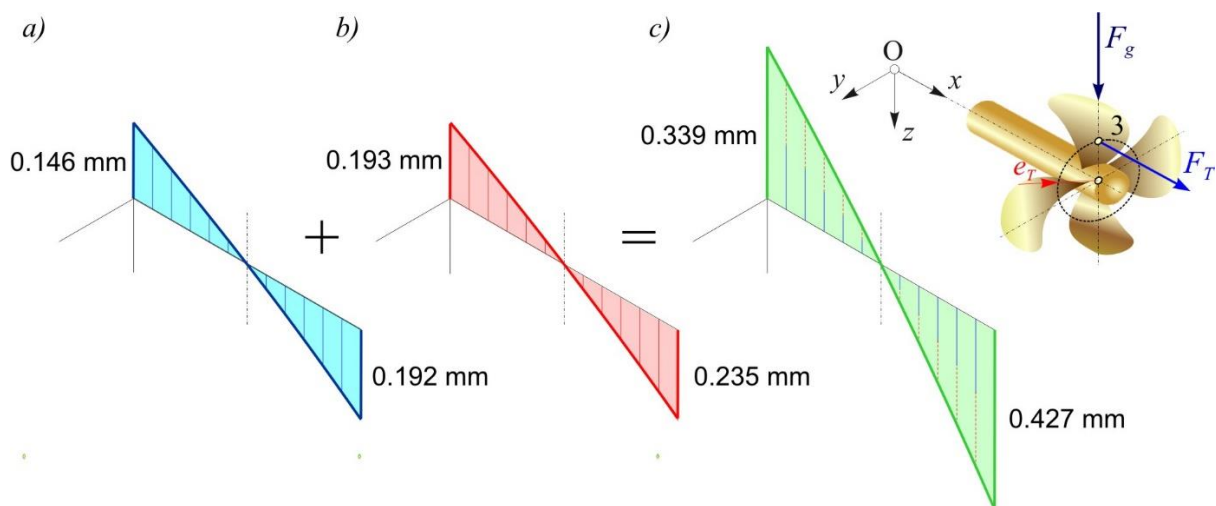 a)
b)
c)
0.146 mm
0.192 mm
+
0.193 mm
0.235 mm
=
0.339 mm
0.427 mm
O
y
x
z
F_g
3
e_T
F_T